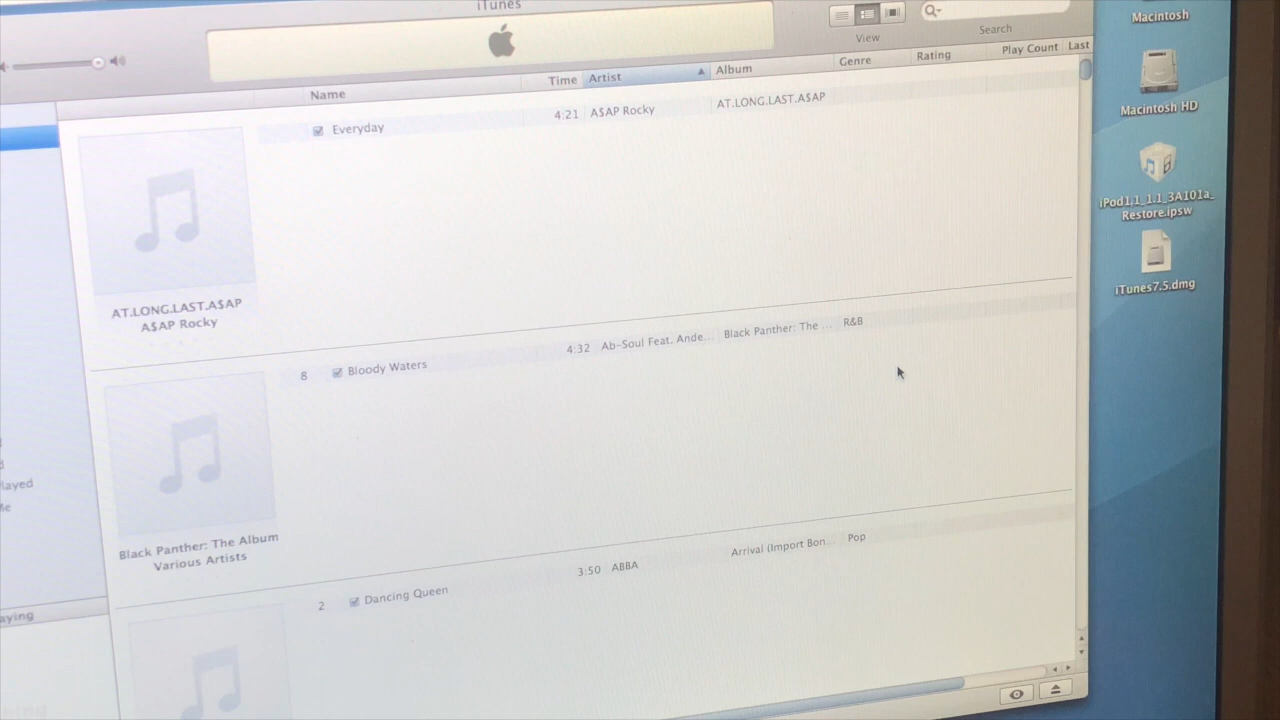 iTunes
View
Search
Name Time Artist Album Genre Rating Play Count Last
Everyday 4:21 A$AP Rocky AT.LONG.LAST.A$AP
AT.LONG.LAST.A$AP
A$AP Rocky
8 Bloody Waters 4:32 Ab-Soul Feat. Ande... Black Panther: The ... R&B
Black Panther: The Album
Various Artists
2 Dancing Queen 3:50 ABBA Arrival (Import Bon... Pop
layed
Me
aying
Macintosh
Macintosh HD
iPod1,1_1.1_3A101a_
Restore.ipsw
iTunes7.5.dmg